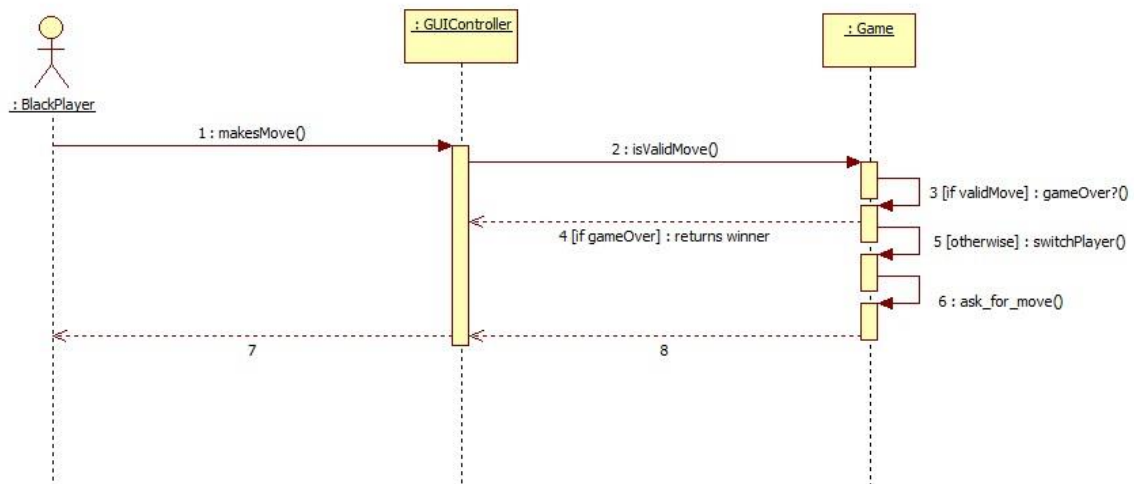 : GUIController
: Game
: BlackPlayer
1 : makesMove()
2 : isValidMove()
3 [if validMove] : gameOver?()
4 [if gameOver] : returns winner
5 [otherwise] : switchPlayer()
6 : ask_for_move()
7
8